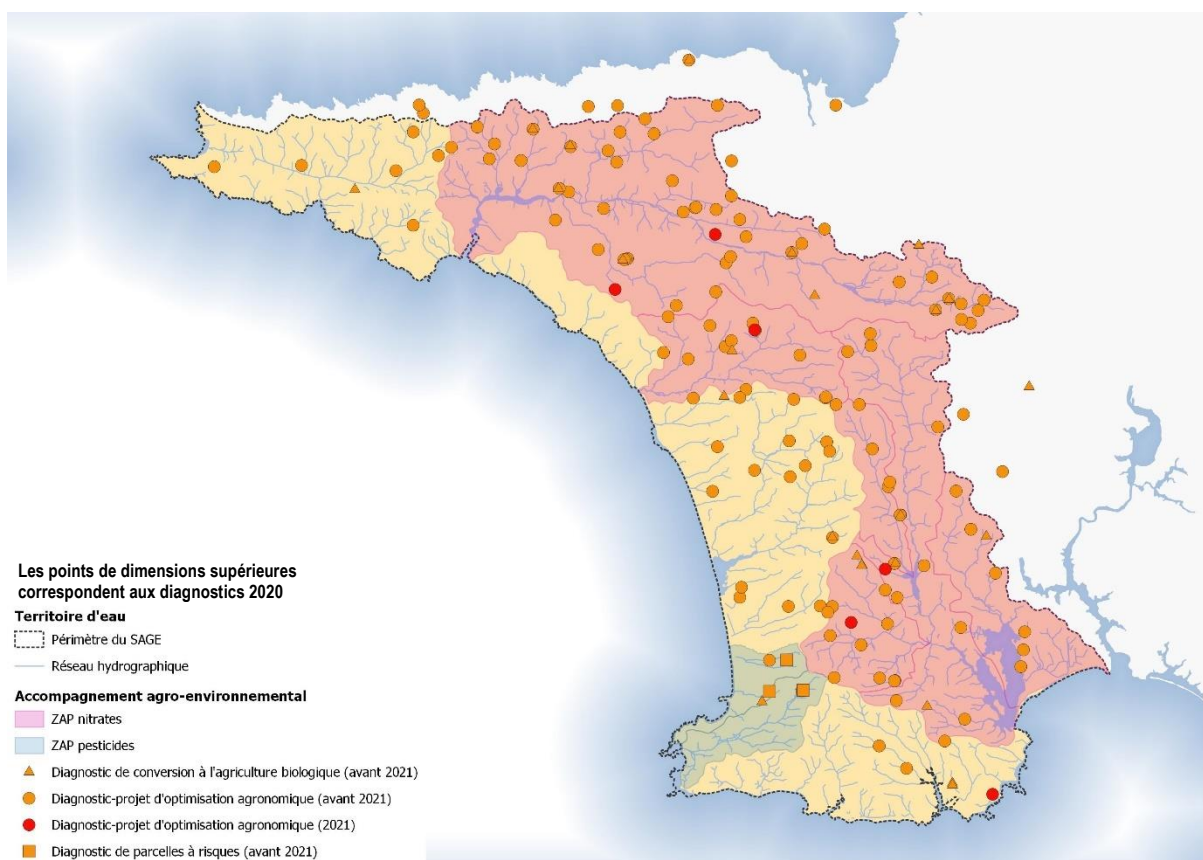 Les points de dimensions supérieures
correspondent aux diagnostics 2020
Territoire d'eau
Périmètre du SAGE
Réseau hydrographique
Accompagnement agro-environnemental
ZAP nitrates
ZAP pesticides
Diagnostic de conversion à l'agriculture biologique (avant 2021)
Diagnostic-projet d'optimisation agronomique (avant 2021)
Diagnostic-projet d'optimisation agronomique (2021)
Diagnostic de parcelles à risques (avant 2021)